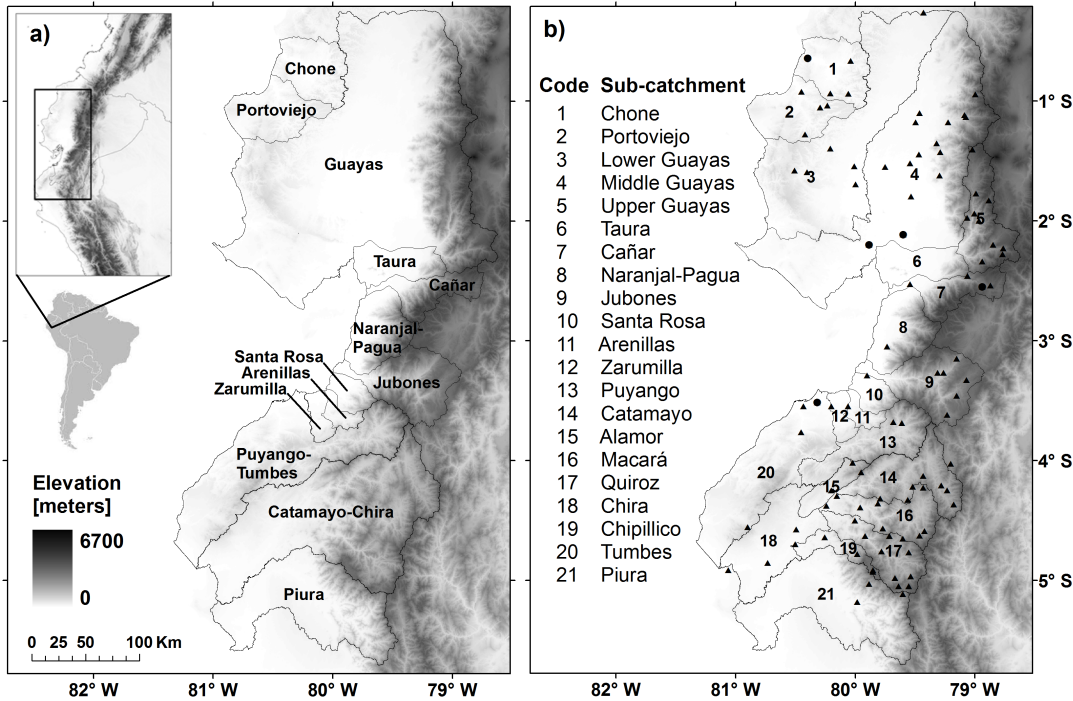 a)
Chone
Portoviejo
Guayas
Taura
Cañar
Naranjal-
Pagua
Santa Rosa
Arenillas
Zarumilla
Jubones
Puyango-
Tumbes
Catamayo-Chira
Piura
Elevation
[meters]
6700
0
0 25 50 100 Km
82° W 81° W 80° W 79° W
b)
Code Sub-catchment
1 Chone
2 Portoviejo
3 Lower Guayas
4 Middle Guayas
5 Upper Guayas
6 Taura
7 Cañar
8 Naranjal-Pagua
9 Jubones
10 Santa Rosa
11 Arenillas
12 Zarumilla
13 Puyango
14 Catamayo
15 Alamor
16 Macará
17 Quiroz
18 Chira
19 Chipillico
20 Tumbes
21 Piura
1
2
3
4
5
6
7
8
9
10
12 11
13
20
14
15
16
18
19 17
21
1° S
2° S
3° S
4° S
5° S
82° W 81° W 80° W 79° W